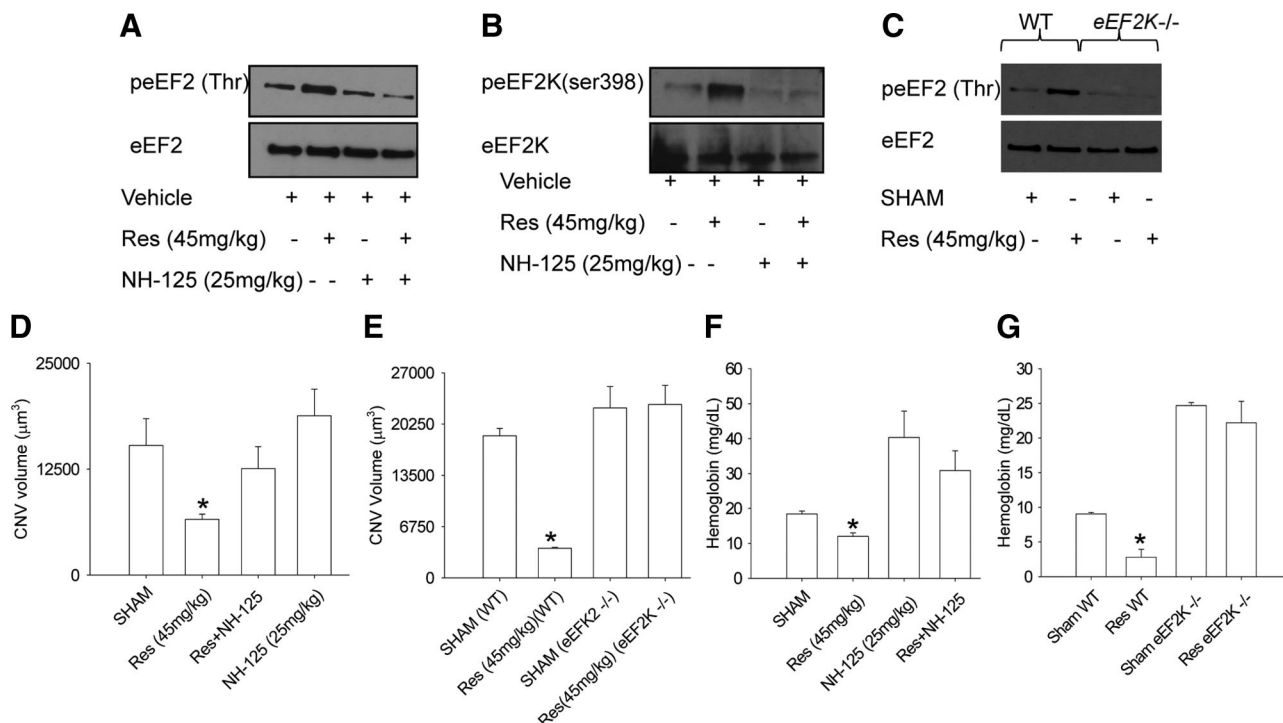 A
peEF2 (Thr)
eEF2
Vehicle + + + +
Res (45mg/kg) - + - +
NH-125 (25mg/kg) - - + +
B
peEF2K(ser398)
eEF2K
Vehicle + + + +
Res (45mg/kg) - + - +
NH-125 (25mg/kg) - - + +
C
WT eEF2K-/-
peEF2 (Thr)
eEF2
SHAM + - + -
Res (45mg/kg) - + - +
D
CNV volume (μm³)
25000
12500
0
*
SHAM
Res (45mg/kg)
Res+NH-125
NH-125 (25mg/kg)
E
CNV Volume (μm³)
27000
20250
13500
6750
0
*
SHAM (WT)
Res (45mg/kg)(WT)
SHAM (eEFK2 -/-)
Res(45mg/kg) (eEF2K -/-)
F
Hemoglobin (mg/dL)
60
50
40
30
20
10
0
*
SHAM
Res (45mg/kg)
NH-125 (25mg/kg)
Res+NH-125
G
Hemoglobin (mg/dL)
30
25
20
15
10
5
0
*
Sham WT
Res WT
Sham eEF2K -/-
Res eEF2K -/-